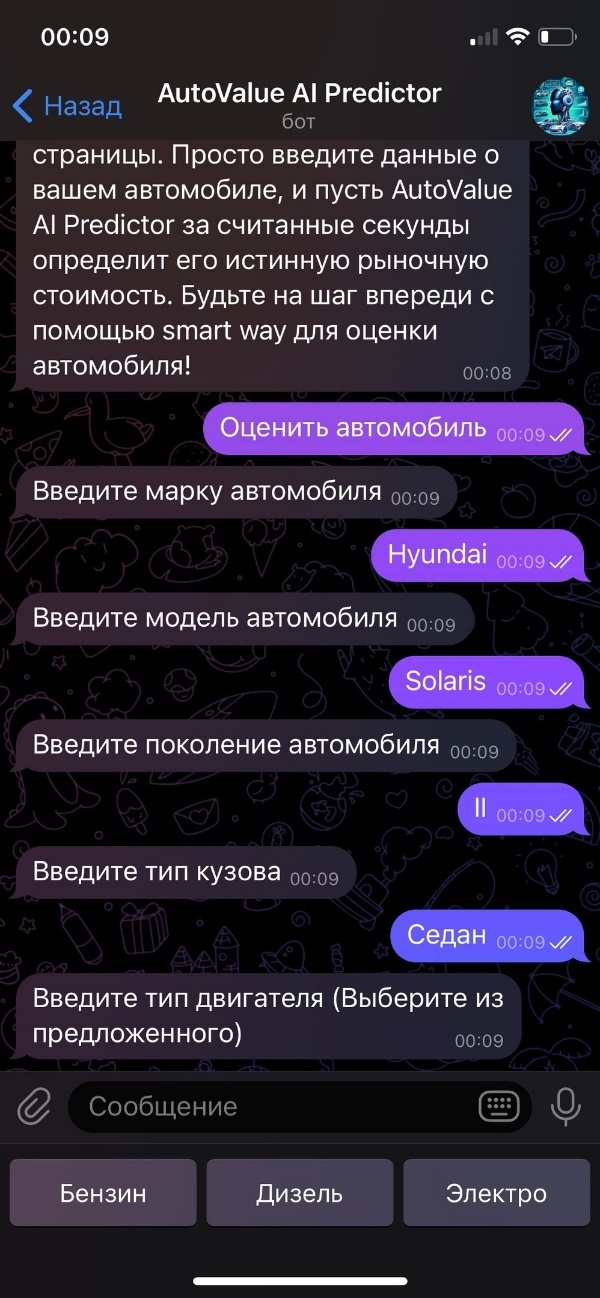 00:09
Назад
AutoValue AI Predictor
бот
страницы. Просто введите данные о
вашем автомобиле, и пусть AutoValue
AI Predictor за считанные секунды
определит его истинную рыночную
стоимость. Будьте на шаг впереди с
помощью smart way для оценки
автомобиля! 00:08
Оценить автомобиль 00:09
Введите марку автомобиля 00:09
Hyundai 00:09
Введите модель автомобиля 00:09
Solaris 00:09
Введите поколение автомобиля 00:09
II 00:09
Введите тип кузова 00:09
Седан 00:09
Введите тип двигателя (Выберите из
предложенного) 00:09
Сообщение
Бензин Дизель Электро